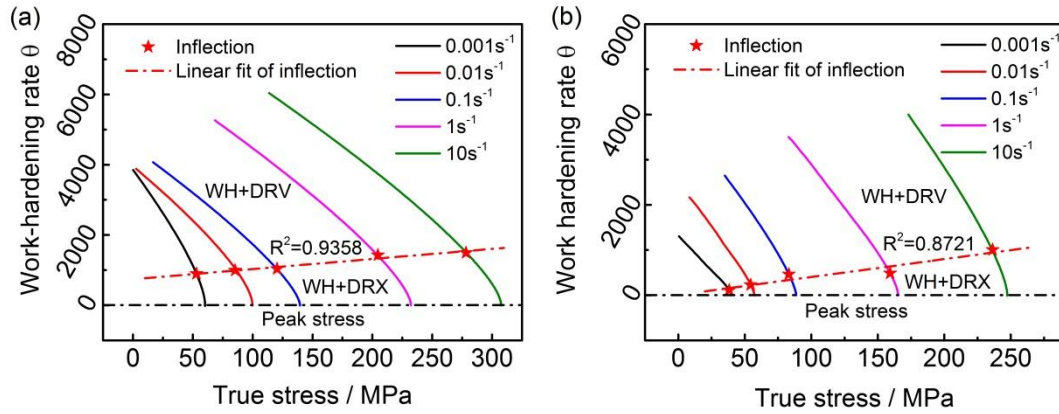 (a)
Work-hardening rate θ
8000
6000
4000
2000
0
Inflection
Linear fit of inflection
0.001s⁻¹
0.01s⁻¹
0.1s⁻¹
1s⁻¹
10s⁻¹
WH+DRV
R²=0.9358
WH+DRX
Peak stress
0 50 100 150 200 250 300
True stress / MPa
(b)
Work hardening rate θ
6000
4000
2000
0
Inflection
Linear fit of inflection
0.001s⁻¹
0.01s⁻¹
0.1s⁻¹
1s⁻¹
10s⁻¹
WH+DRV
R²=0.8721
WH+DRX
Peak stress
0 50 100 150 200 250
True stress / MPa